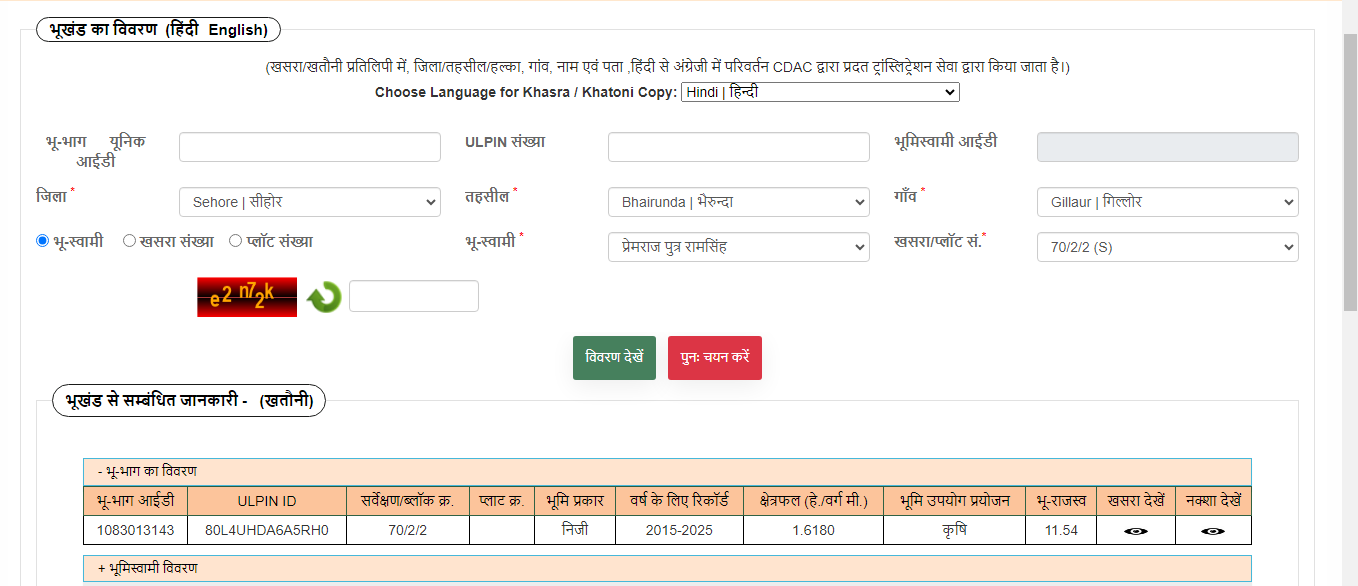 भूखंड का विवरण (हिंदी English)
(खसरा/खतौनी प्रतिलिपी में, जिला/तहसील/हल्का, गांव, नाम एवं पता ,हिंदी से अंग्रेजी में परिवर्तन CDAC द्वारा प्रदत ट्रांस्लिट्रेशन सेवा द्वारा किया जाता है।)
Choose Language for Khasra / Khatoni Copy: Hindi | हिन्दी
भू-भाग यूनिक आईडी
ULPIN संख्या
भूमिस्वामी आईडी
जिला * Sehore | सीहोर तहसील * Bhairunda | भैरुन्दा गाँव * Gillaur | गिल्लोर
भू-स्वामी खसरा संख्या प्लॉट संख्या भू-स्वामी * प्रेमराज पुत्र रामसिंह खसरा/प्लॉट सं.* 70/2/2 (S)
e2n72k
विवरण देखें पुनः चयन करें
भूखंड से सम्बंधित जानकारी - (खतौनी)
- भू-भाग का विवरण
भू-भाग आईडी ULPIN ID सर्वेक्षण/ब्लॉक क्र. प्लाट क्र. भूमि प्रकार वर्ष के लिए रिकॉर्ड क्षेत्रफल (हे./वर्ग मी.) भूमि उपयोग प्रयोजन भू-राजस्व खसरा देखें नक्शा देखें
1083013143 80L4UHDA6A5RH0 70/2/2 निजी 2015-2025 1.6180 कृषि 11.54
+ भूमिस्वामी विवरण